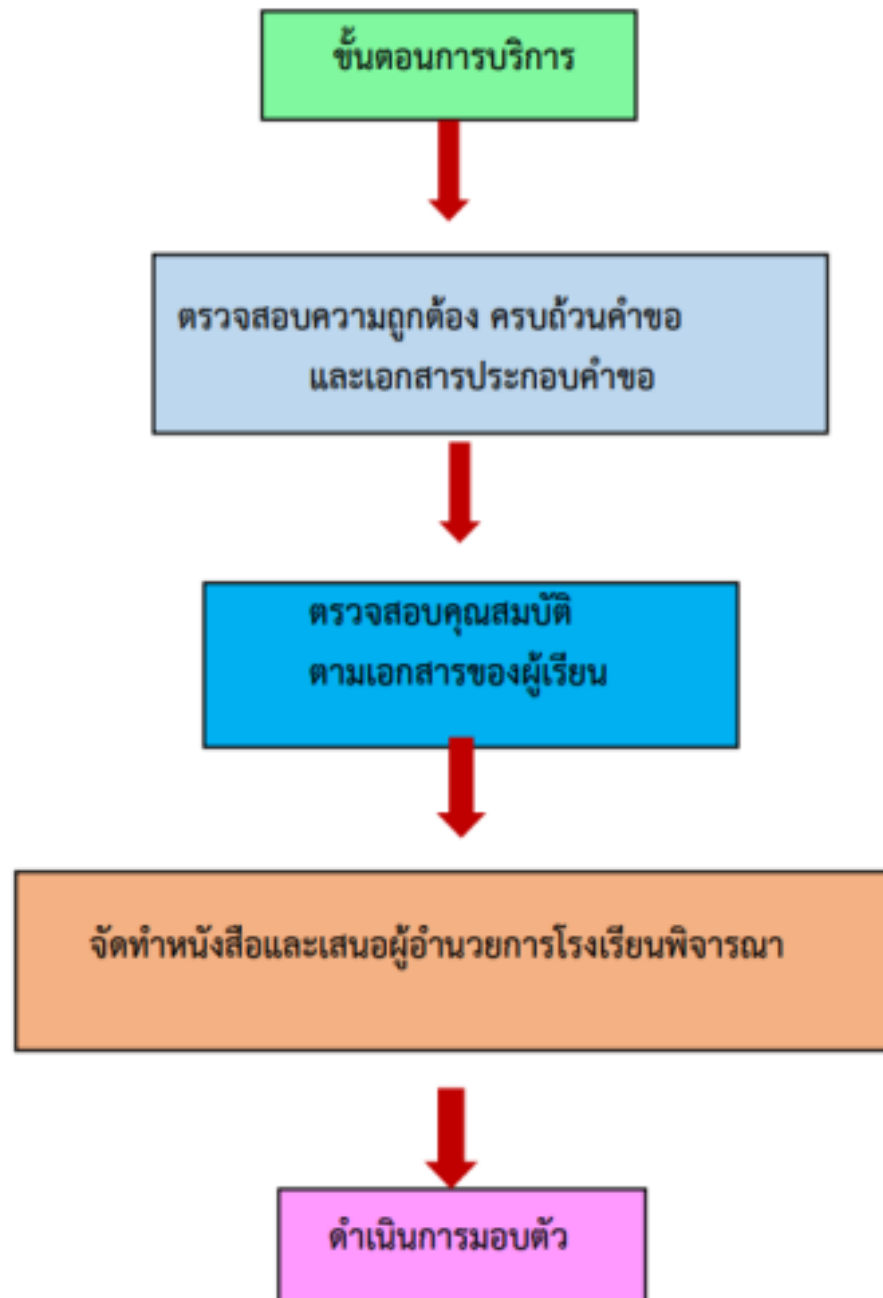 ขั้นตอนการบริการ
ตรวจสอบความถูกต้อง ครบถ้วนคำขอ
และเอกสารประกอบคำขอ
ตรวจสอบคุณสมบัติ
ตามเอกสารของผู้เรียน
จัดทำหนังสือและเสนอผู้อำนวยการโรงเรียนพิจารณา
ดำเนินการมอบตัว